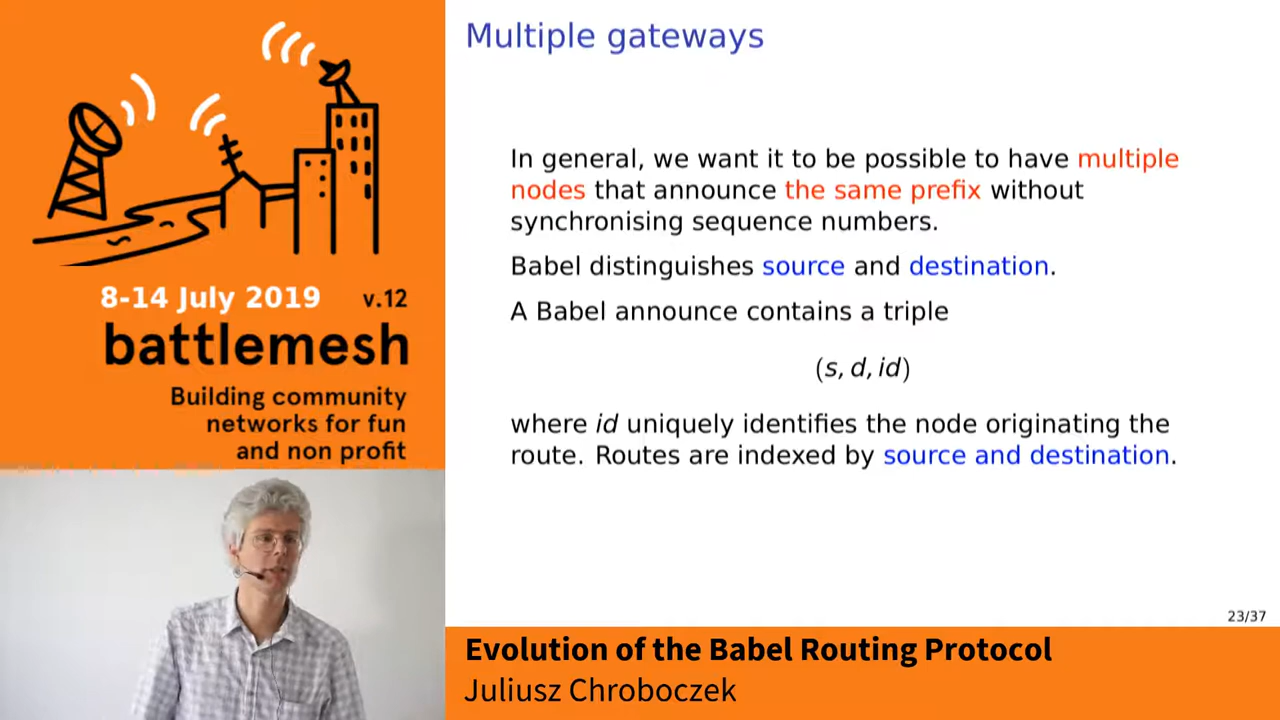 8-14 July 2019 v.12
battlemesh
Building community
networks for fun
and non profit
Multiple gateways
In general, we want it to be possible to have multiple
nodes that announce the same prefix without
synchronising sequence numbers.
Babel distinguishes source and destination.
A Babel announce contains a triple
(s, d, id)
where id uniquely identifies the node originating the
route. Routes are indexed by source and destination.
23/37
Evolution of the Babel Routing Protocol
Juliusz Chroboczek